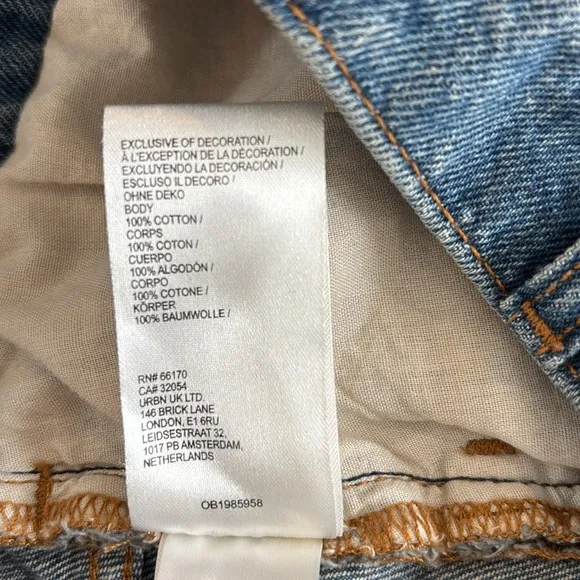 EXCLUSIVE OF DECORATION /
À L'EXCEPTION DE LA DÉCORATION /
EXCLUYENDO LA DECORACIÓN /
ESCLUSO IL DECORO /
OHNE DEKO
BODY
100% COTTON /
CORPS
100% COTON /
CUERPO
100% ALGODÓN /
CORPO
100% COTONE /
KÖRPER
100% BAUMWOLLE /
RN# 66170
CA# 32054
URBN UK LTD.
146 BRICK LANE
LONDON, E1 6RU
LEIDSESTRAAT 32,
1017 PB AMSTERDAM,
NETHERLANDS
OB1985958